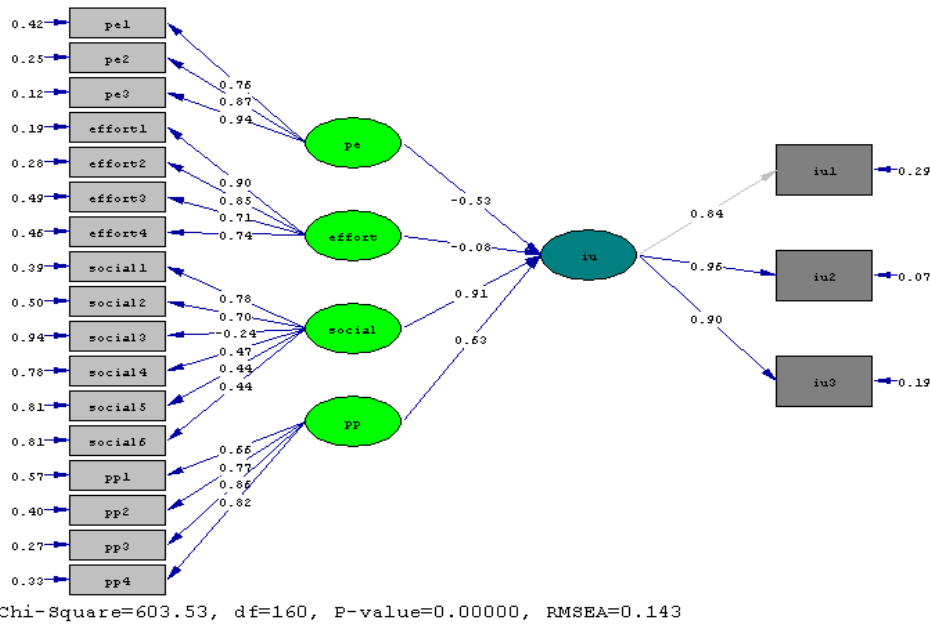 0.42 pe1
0.25 pe2
0.12 pe3
0.19 effort1
0.28 effort2
0.49 effort3
0.46 effort4
0.39 social1
0.50 social2
0.94 social3
0.78 social4
0.81 social5
0.81 social6
0.57 pp1
0.40 pp2
0.27 pp3
0.33 pp4
0.76
0.87
0.94
0.90
0.85
0.71
0.74
0.78
0.70
-0.24
0.47
0.44
0.44
0.66
0.77
0.86
0.82
pe
effort
social
pp
-0.53
-0.08
0.91
0.63
iu
0.84
0.96
0.90
iu1 0.29
iu2 0.07
iu3 0.19
Chi-Square=603.53, df=160, P-value=0.00000, RMSEA=0.143